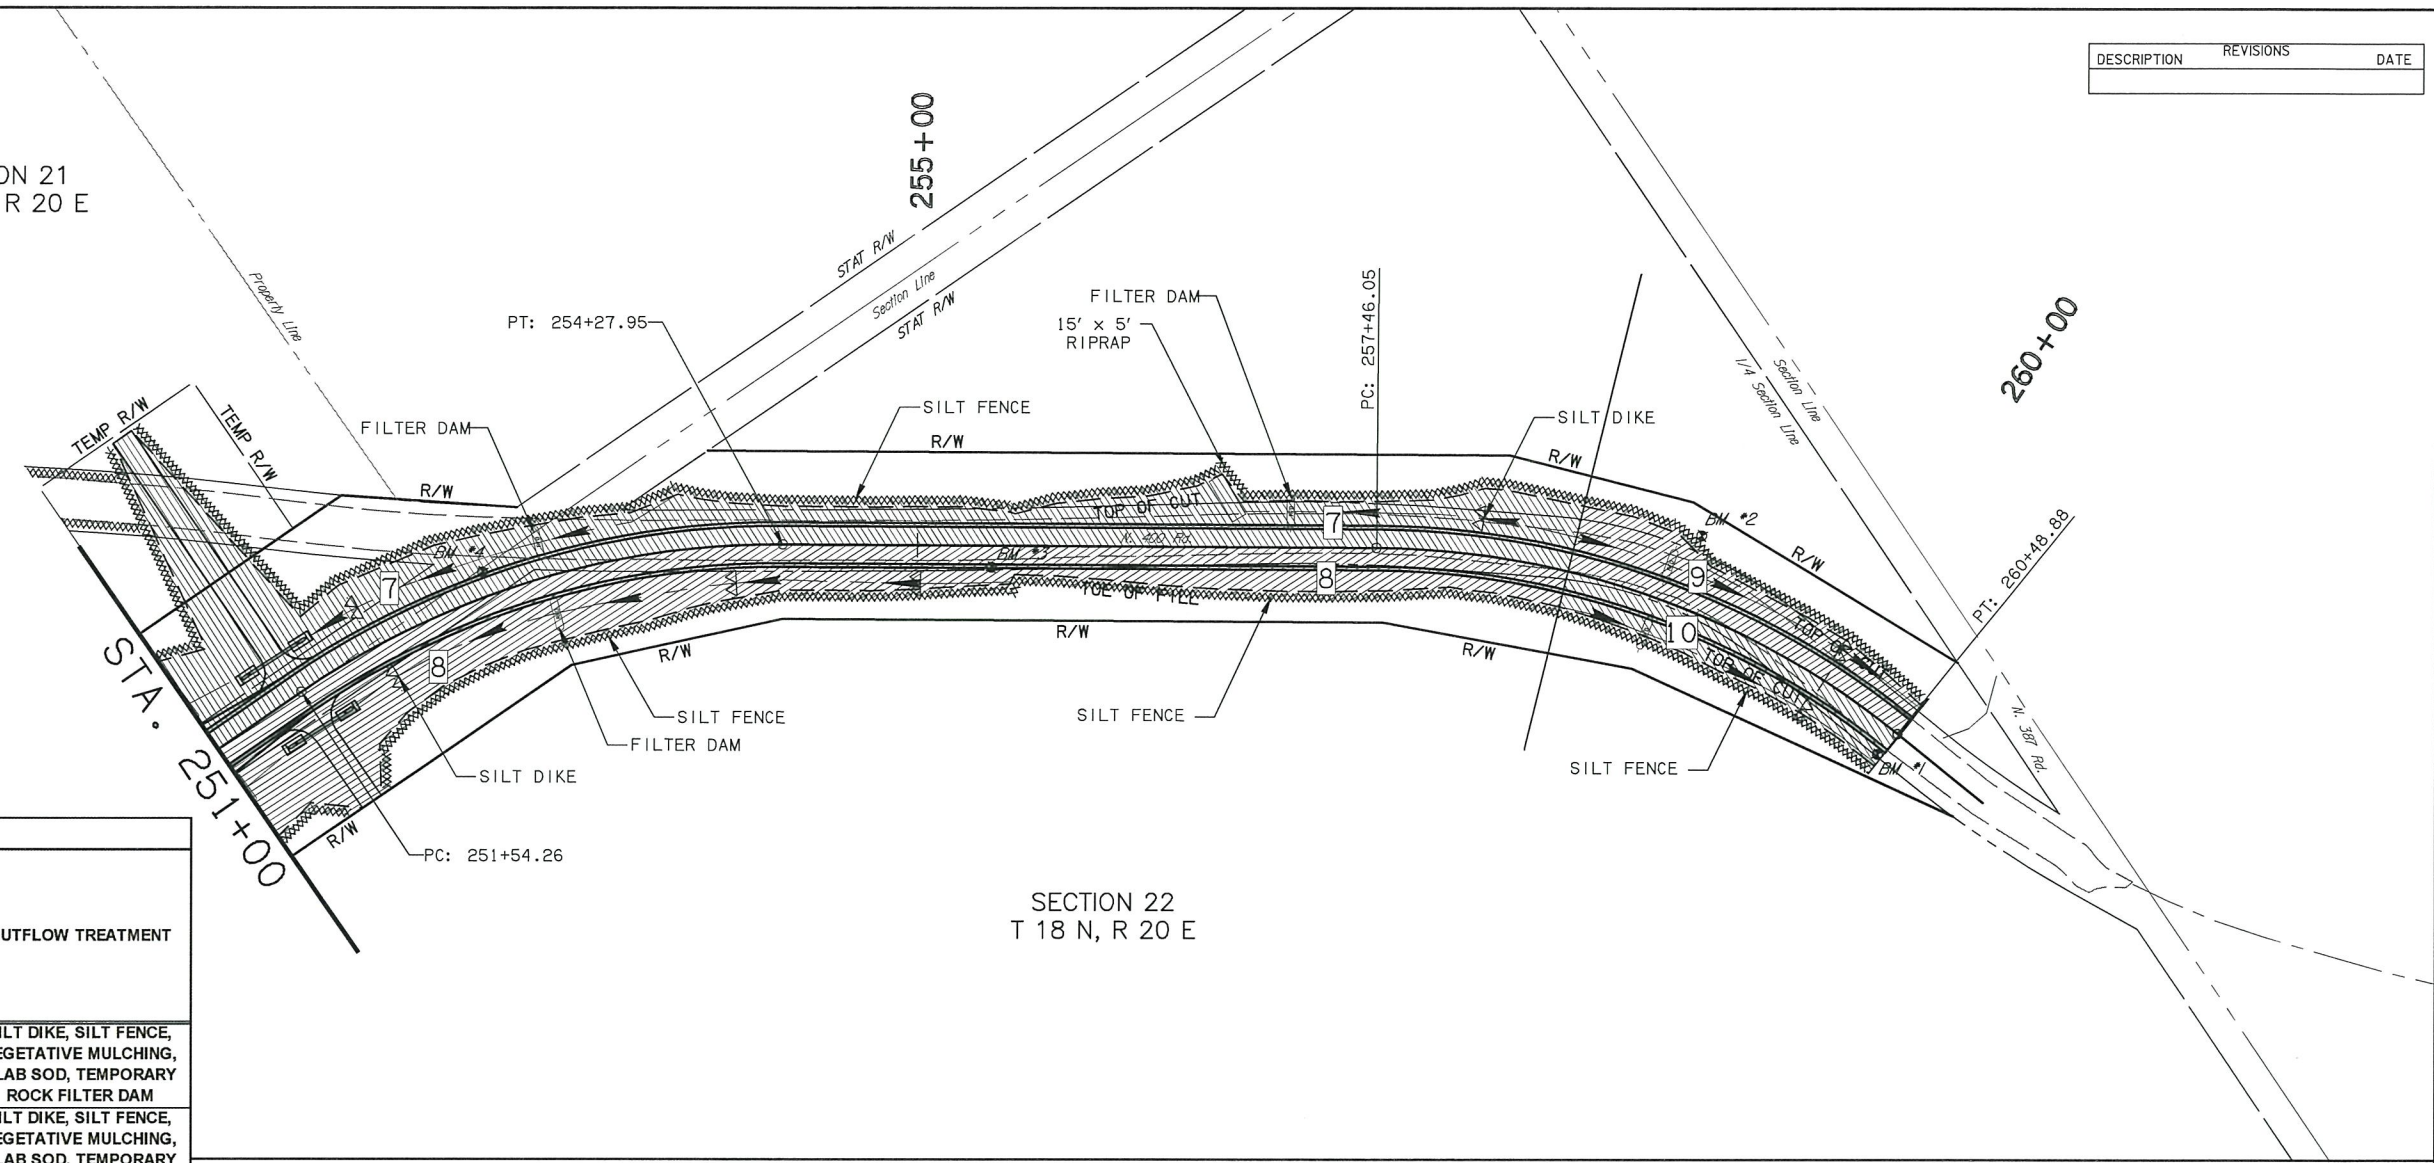 REVISIONS
DESCRIPTION DATE
ON 21
R 20 E
255+00
260+00
STAT R/W
Section Line
STAT R/W
Property Line
1/4 Section Line
Section Line
FILTER DAM
15' x 5'
RIPRAP
PT: 254+27.95
PC: 257+46.05
SILT FENCE
SILT DIKE
FILTER DAM
TEMP R/W
TEMP R/W
R/W
R/W
R/W
R/W
TOP OF CUT
N. 400 Rd.
BM #4
BM #3
BM #2
7
7
8
8
9
10
TOE OF FILL
TOP OF CUT
TOP OF CUT
PT: 260+48.88
R/W
R/W
R/W
R/W
SILT FENCE
FILTER DAM
SILT DIKE
SILT FENCE
SILT FENCE
BM #1
N. 387 Rd.
STA. 251+00
PC: 251+54.26
SECTION 22
T 18 N, R 20 E
UTFLOW TREATMENT
ILT DIKE, SILT FENCE,
EGETATIVE MULCHING,
LAB SOD, TEMPORARY
ROCK FILTER DAM
ILT DIKE, SILT FENCE,
EGETATIVE MULCHING,
LAB SOD, TEMPORARY